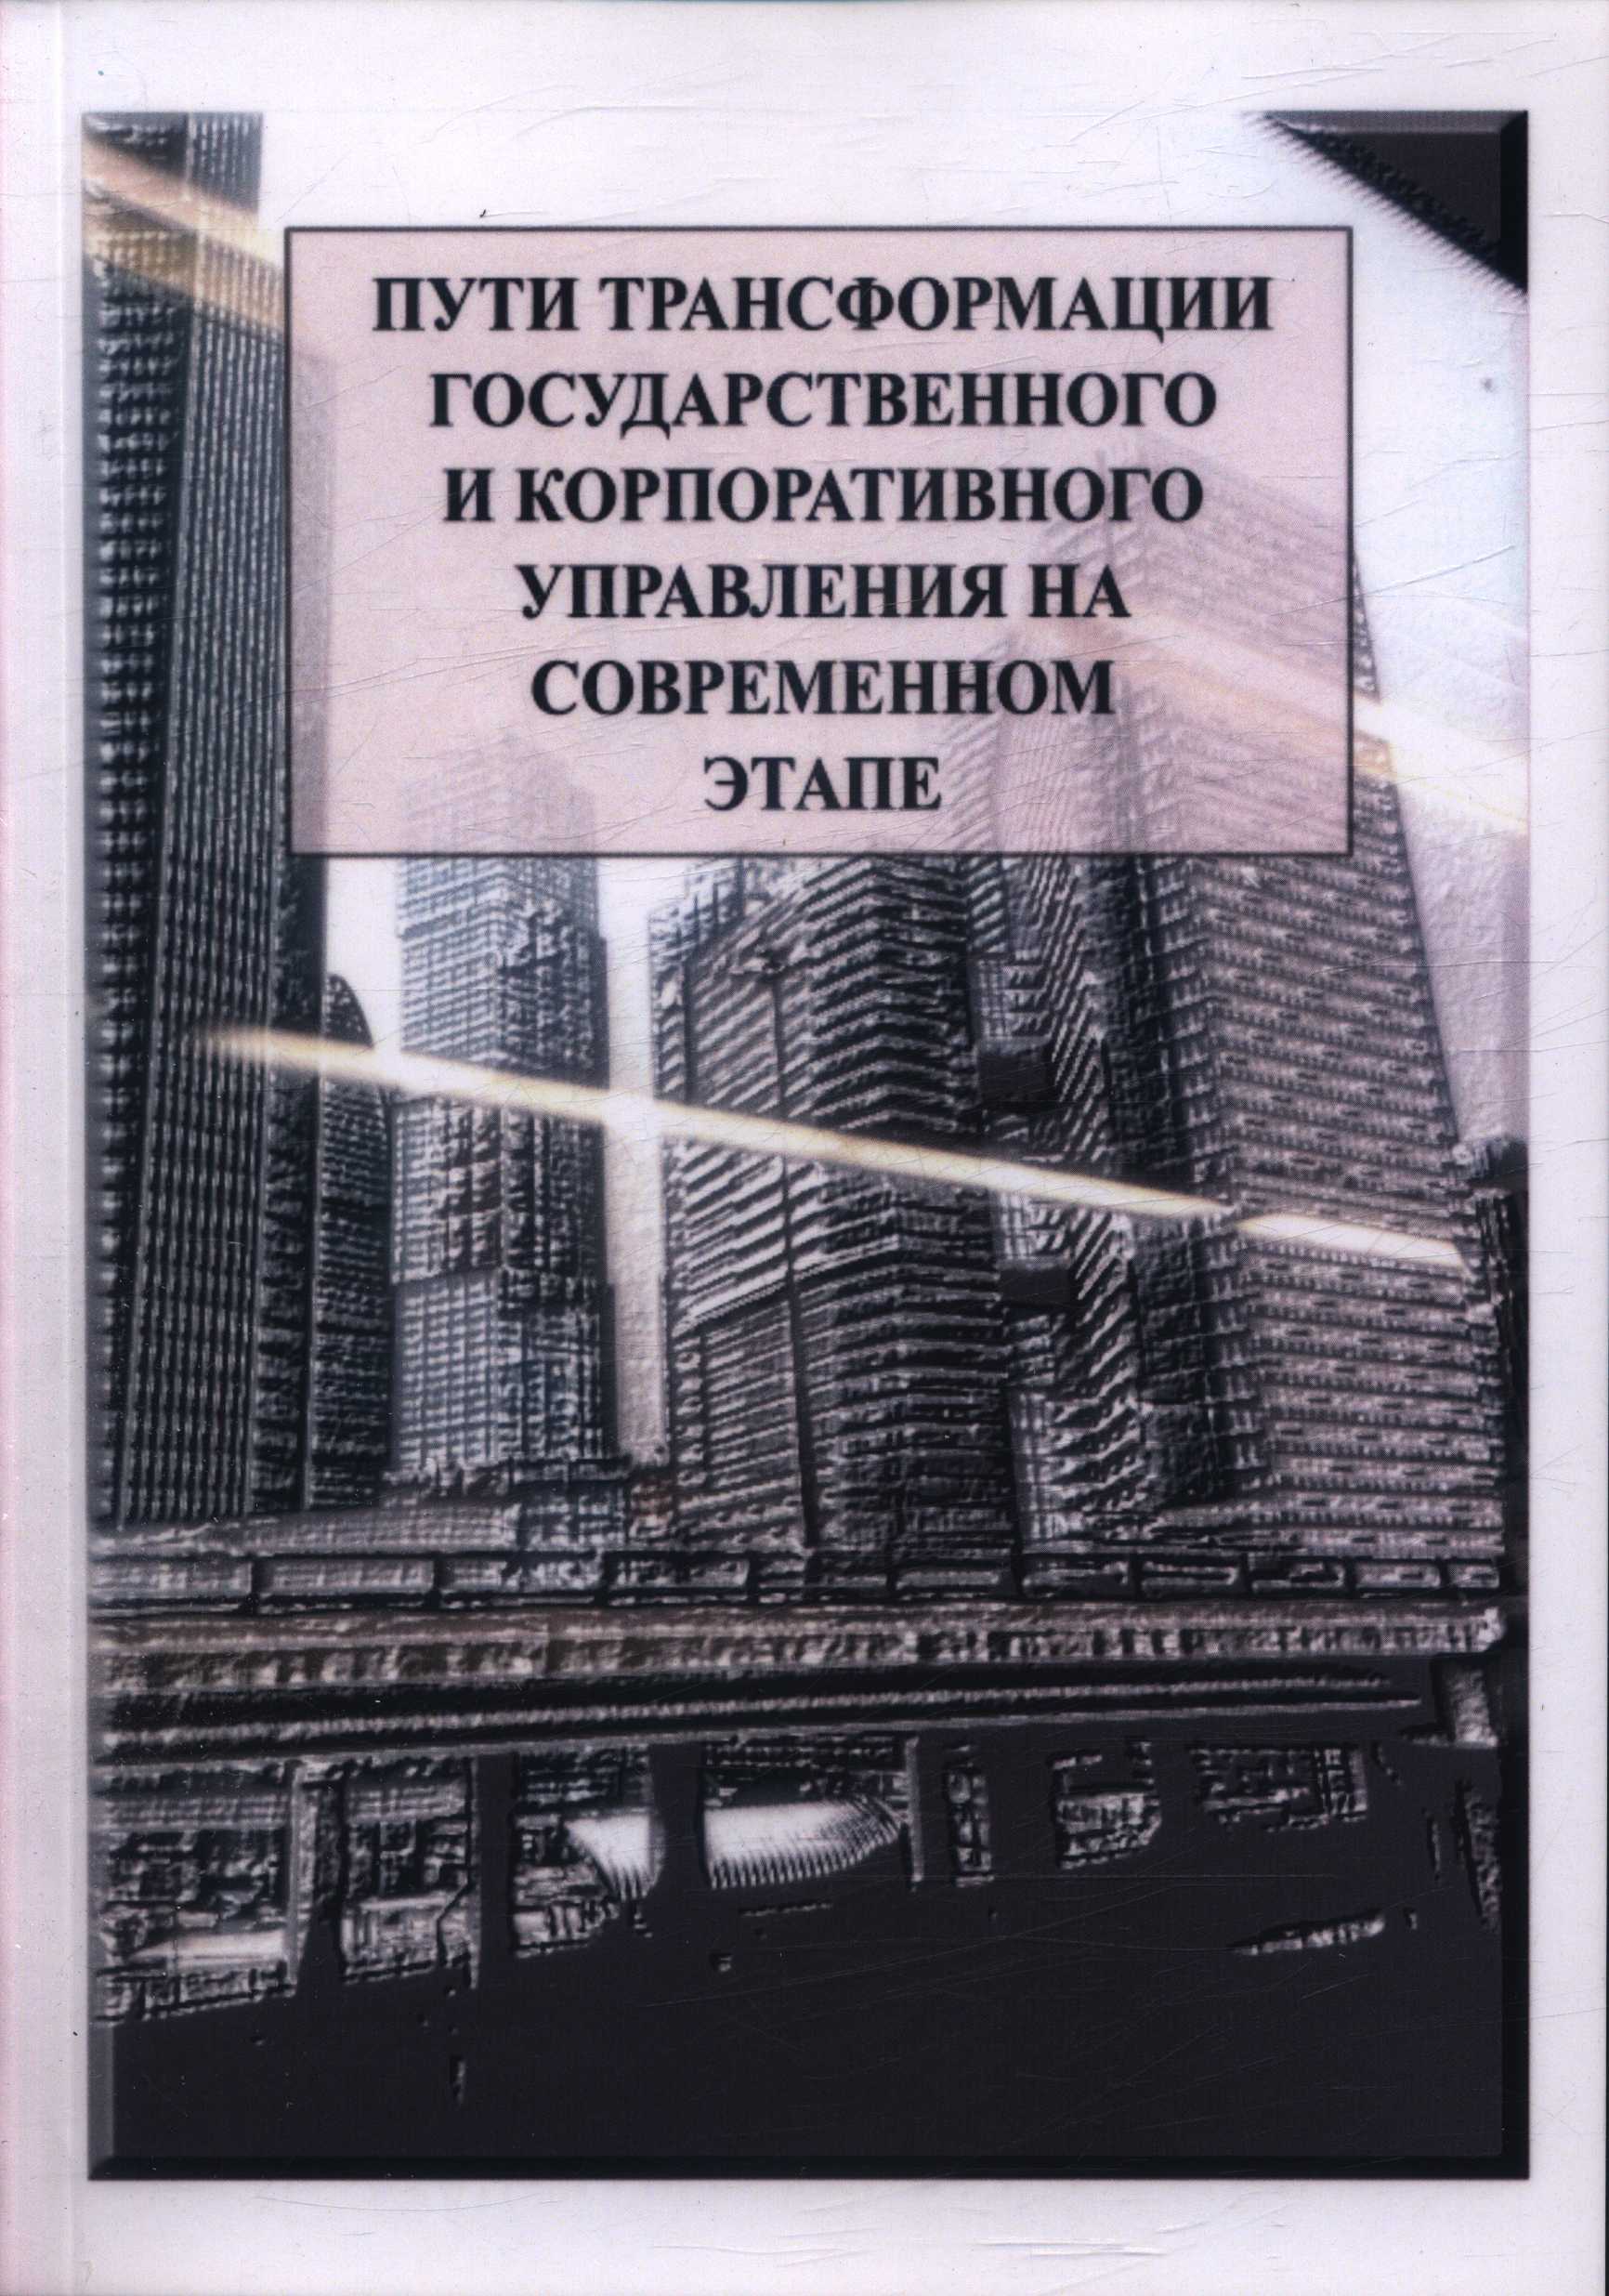 ПУТИ ТРАНСФОРМАЦИИ
ГОСУДАРСТВЕННОГО
И КОРПОРАТИВНОГО
УПРАВЛЕНИЯ НА
СОВРЕМЕННОМ
ЭТАПЕ